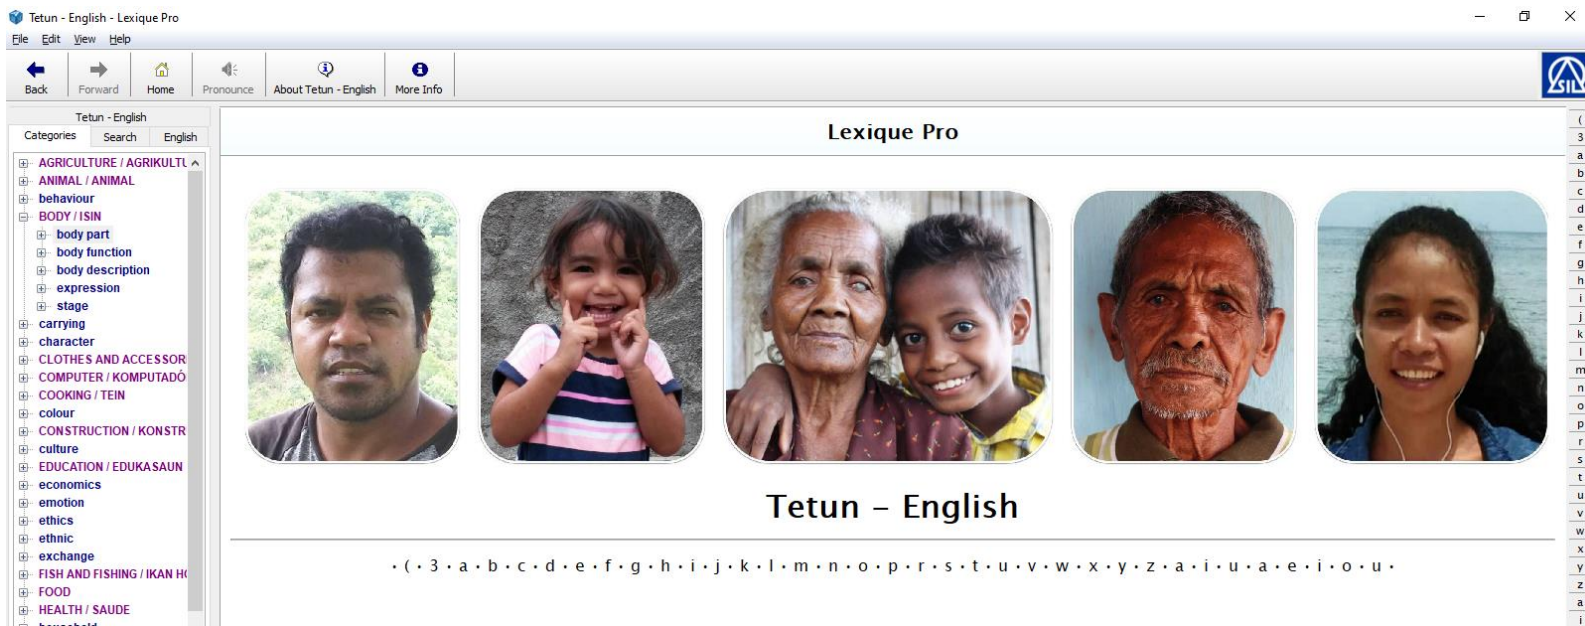 Tetun - English - Lexique Pro
File Edit View Help
Back Forward Home Pronounce About Tetun - English More Info
SIL
Tetun - English
Categories Search English
AGRICULTURE / AGRIKULTU
ANIMAL / ANIMAL
behaviour
BODY / ISIN
body part
body function
body description
expression
stage
carrying
character
CLOTHES AND ACCESSOR
COMPUTER / KOMPUTADÓ
COOKING / TEIN
colour
CONSTRUCTION / KONSTR
culture
EDUCATION / EDUKASAUN
economics
emotion
ethics
ethnic
exchange
FISH AND FISHING / IKAN H
FOOD
HEALTH / SAUDE
household
Lexique Pro
Tetun – English
· ( · 3 · a · b · c · d · e · f · g · h · i · j · k · l · m · n · o · p · r · s · t · u · v · w · x · y · z · a · i · u · a · e · i · o · u ·
(
3
a
b
c
d
e
f
g
h
i
j
k
l
m
n
o
p
r
s
t
u
v
w
x
y
z
a
i